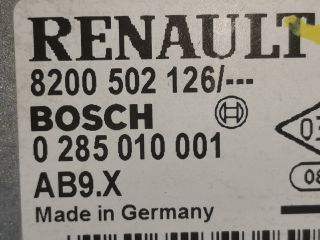 RENAULT
8200 502 126/---
BOSCH
0 285 010 001
AB9.X
Made in Germany